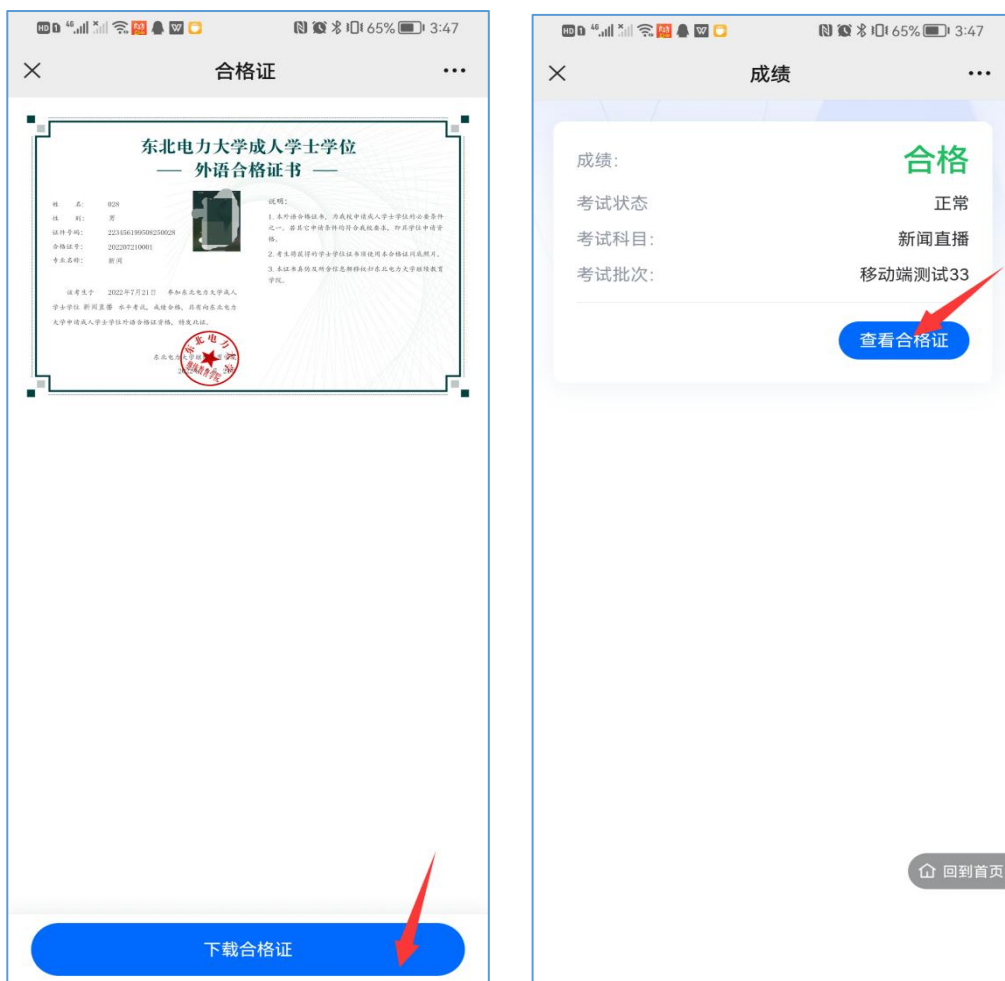 65% 3:47
合格证
东北电力大学成人学士学位
— 外语合格证书 —
姓 名: 028
性 别: 男
证件号码: 223456199508250028
合格证号: 202207210001
专业名称: 新闻
该考生于 2022年7月21日 参加东北电力大学成人
学士学位 新闻直播 水平考试,成绩合格,具有向东北电力
大学申请成人学士学位外语合格证资格,特发此证。
说明:
1. 本外语合格证书,为我校申请成人学士学位的必要条件
之一,若其它申请条件均符合我校要求,即具学位申请资
格。
2. 考生将获得的学士学位证书须使用本合格证同底照片。
3. 本证书真伪及所含信息解释权归东北电力大学继续教育
学院。
下载合格证
65% 3:47
成绩
成绩: 合格
考试状态 正常
考试科目: 新闻直播
考试批次: 移动端测试33
查看合格证
回到首页